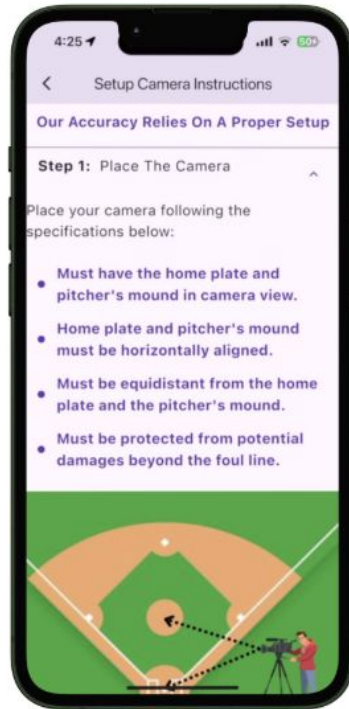 4:25
50
Setup Camera Instructions
Our Accuracy Relies On A Proper Setup
Step 1: Place The Camera
Place your camera following the
specifications below:
Must have the home plate and
pitcher's mound in camera view.
Home plate and pitcher's mound
must be horizontally aligned.
Must be equidistant from the home
plate and the pitcher's mound.
Must be protected from potential
damages beyond the foul line.